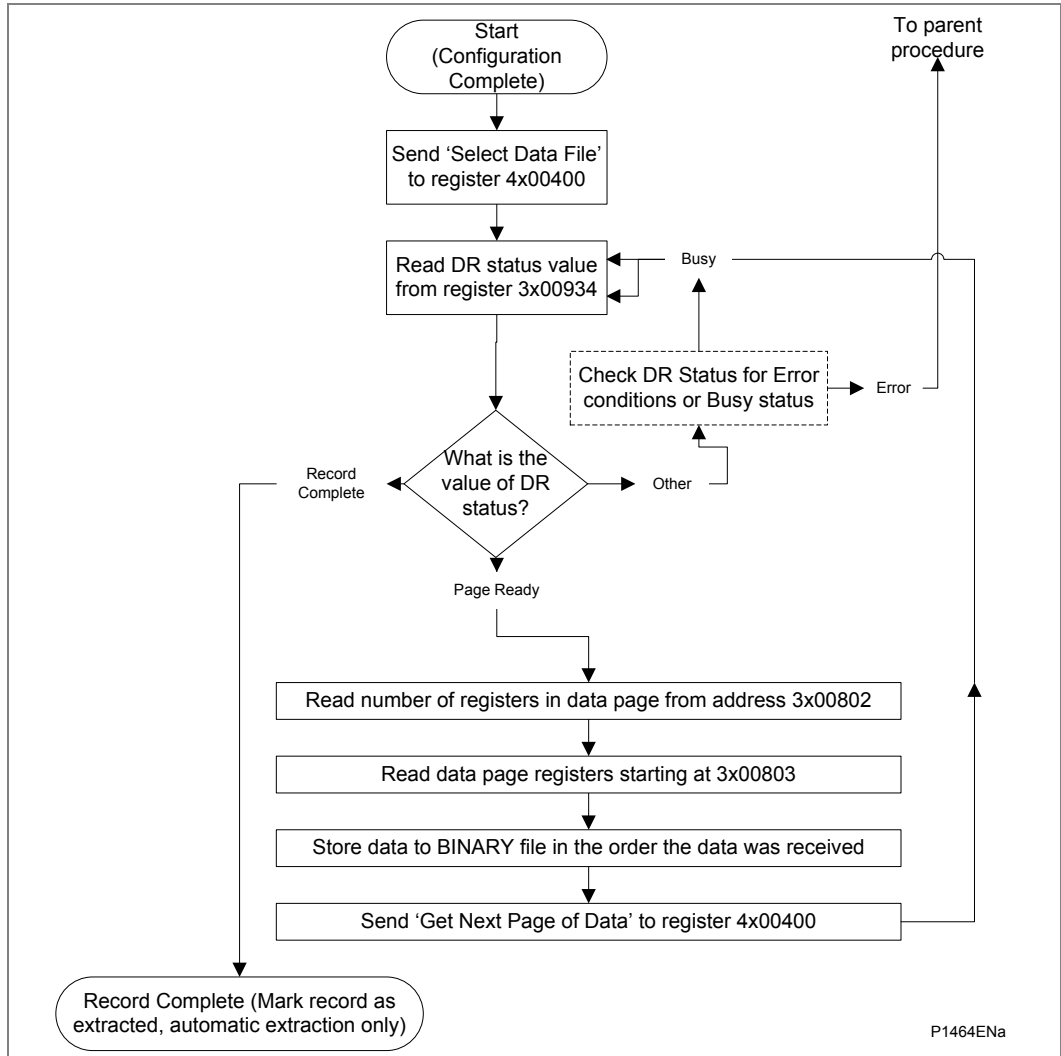 Start
(Configuration
Complete)
To parent
procedure
Send ‘Select Data File’
to register 4x00400
Read DR status value
from register 3x00934
Busy
Check DR Status for Error
conditions or Busy status
Error
What is the
value of DR
status?
Record
Complete
Other
Page Ready
Read number of registers in data page from address 3x00802
Read data page registers starting at 3x00803
Store data to BINARY file in the order the data was received
Send ‘Get Next Page of Data’ to register 4x00400
Record Complete (Mark record as
extracted, automatic extraction only)
P1464ENa